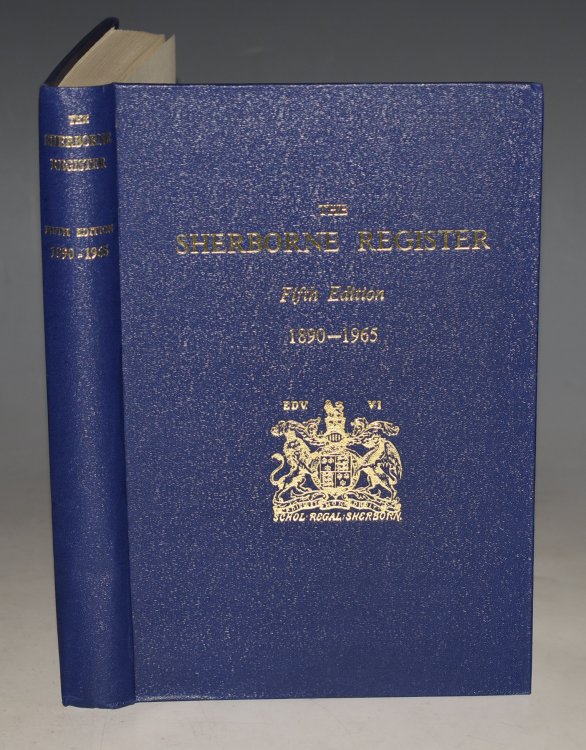 THE
SHERBORNE
REGISTER
FIFTH EDITION
1890-1965
THE
SHERBORNE REGISTER
Fifth Edition
1890—1965
EDV. VI
SCHOL·REGAL:SHERBORN.